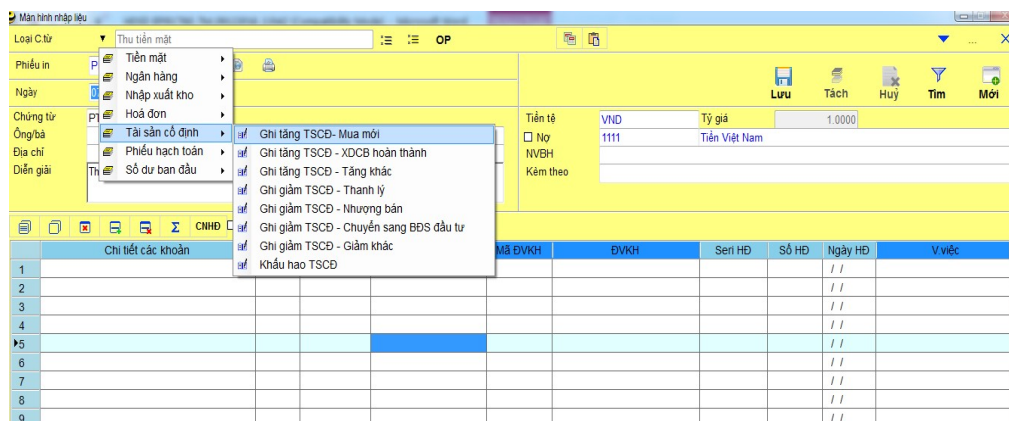 Màn hình nhập liệu
Loại C.từ Thu tiền mặt OP ...
Phiếu in P
Tiền mặt
Ngân hàng
Nhập xuất kho
Hoá đơn
Tài sản cố định
Phiếu hạch toán
Số dư ban đầu
Lưu Tách Huỷ Tìm Mới
Ngày 0
Chứng từ PT
Ông/bà
Địa chỉ
Diễn giải Th
Tiền tệ VND Tỷ giá 1.0000
Nợ 1111 Tiền Việt Nam
NVBH
Kèm theo
Ghi tăng TSCĐ- Mua mới
Ghi tăng TSCĐ - XDCB hoàn thành
Ghi tăng TSCĐ - Tăng khác
Ghi giảm TSCĐ - Thanh lý
Ghi giảm TSCĐ - Nhượng bán
Ghi giảm TSCĐ - Chuyển sang BĐS đầu tư
Ghi giảm TSCĐ - Giảm khác
Khấu hao TSCĐ
Σ CNHĐ
Chi tiết các khoản Mã ĐVKH ĐVKH Seri HĐ Số HĐ Ngày HĐ V.việc
1 / /
2 / /
3 / /
4 / /
5 / /
6 / /
7 / /
8 / /
9 / /